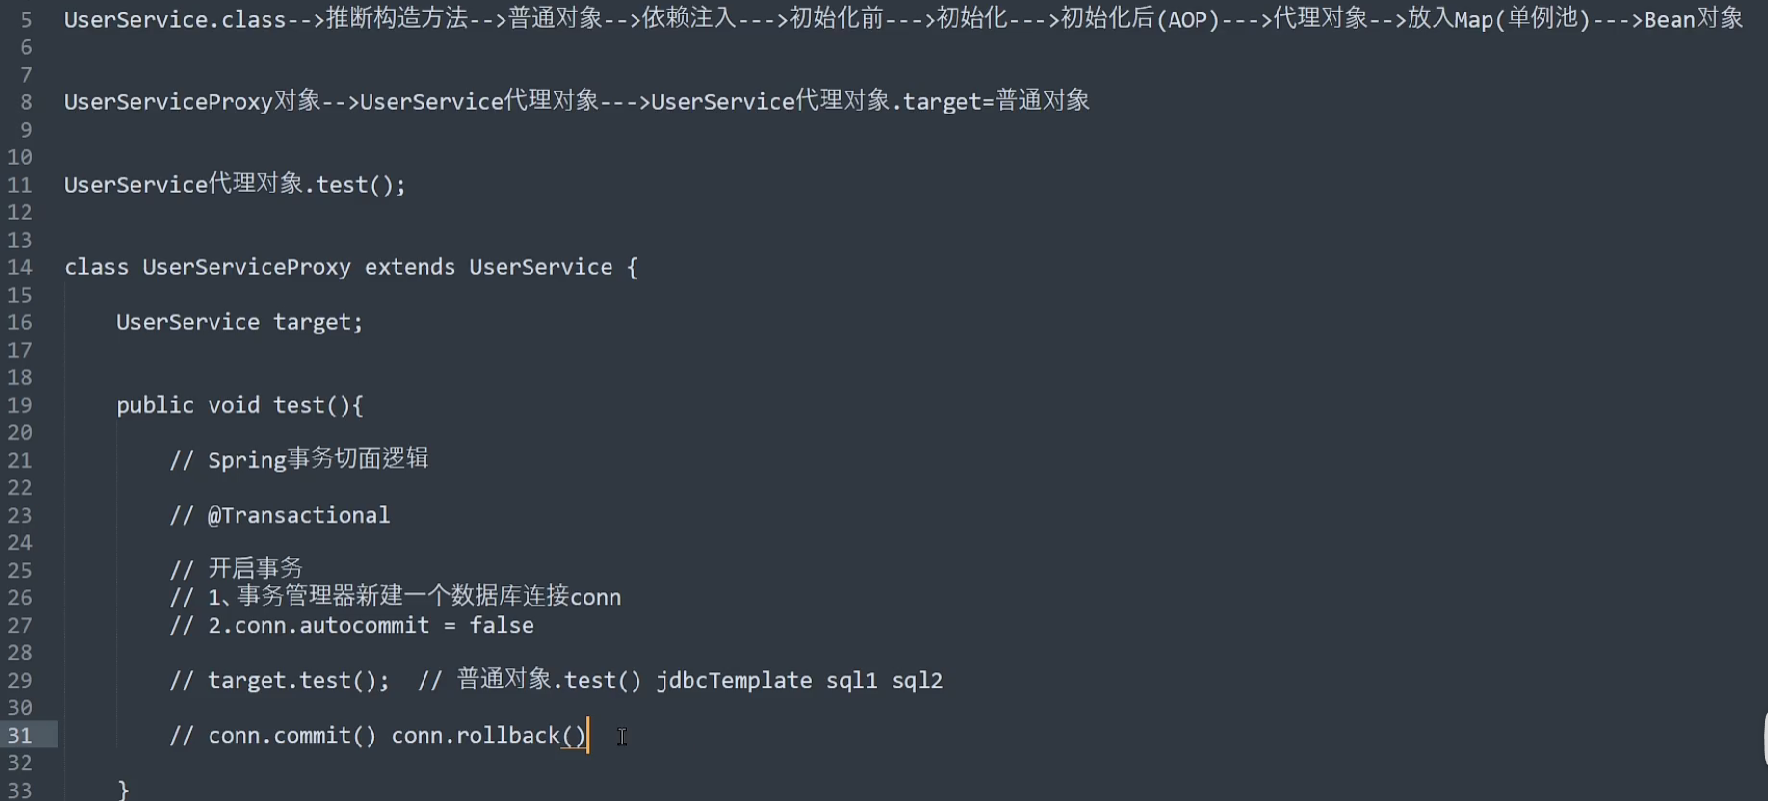 5 UserService.class-->推断构造方法-->普通对象-->依赖注入--->初始化前--->初始化--->初始化后(AOP)--->代理对象-->放入Map(单例池)--->Bean对象
6
7
8 UserServiceProxy对象-->UserService代理对象--->UserService代理对象.target=普通对象
9
10
11 UserService代理对象.test();
12
13
14 class UserServiceProxy extends UserService {
15
16 UserService target;
17
18
19 public void test(){
20
21 // Spring事务切面逻辑
22
23 // @Transactional
24
25 // 开启事务
26 // 1、事务管理器新建一个数据库连接conn
27 // 2.conn.autocommit = false
28
29 // target.test();  // 普通对象.test() jdbcTemplate sql1 sql2
30
31 // conn.commit() conn.rollback()
32
33 }